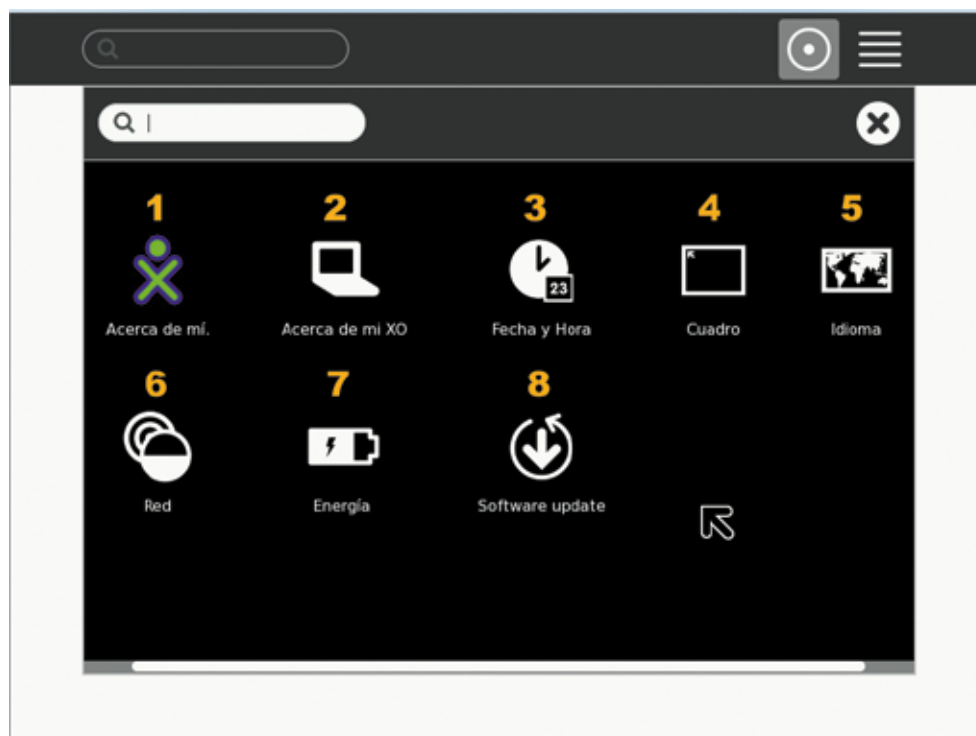 1 2 3 4 5
23
Acerca de mí. Acerca de mi XO Fecha y Hora Cuadro Idioma
6 7 8
Red Energía Software update